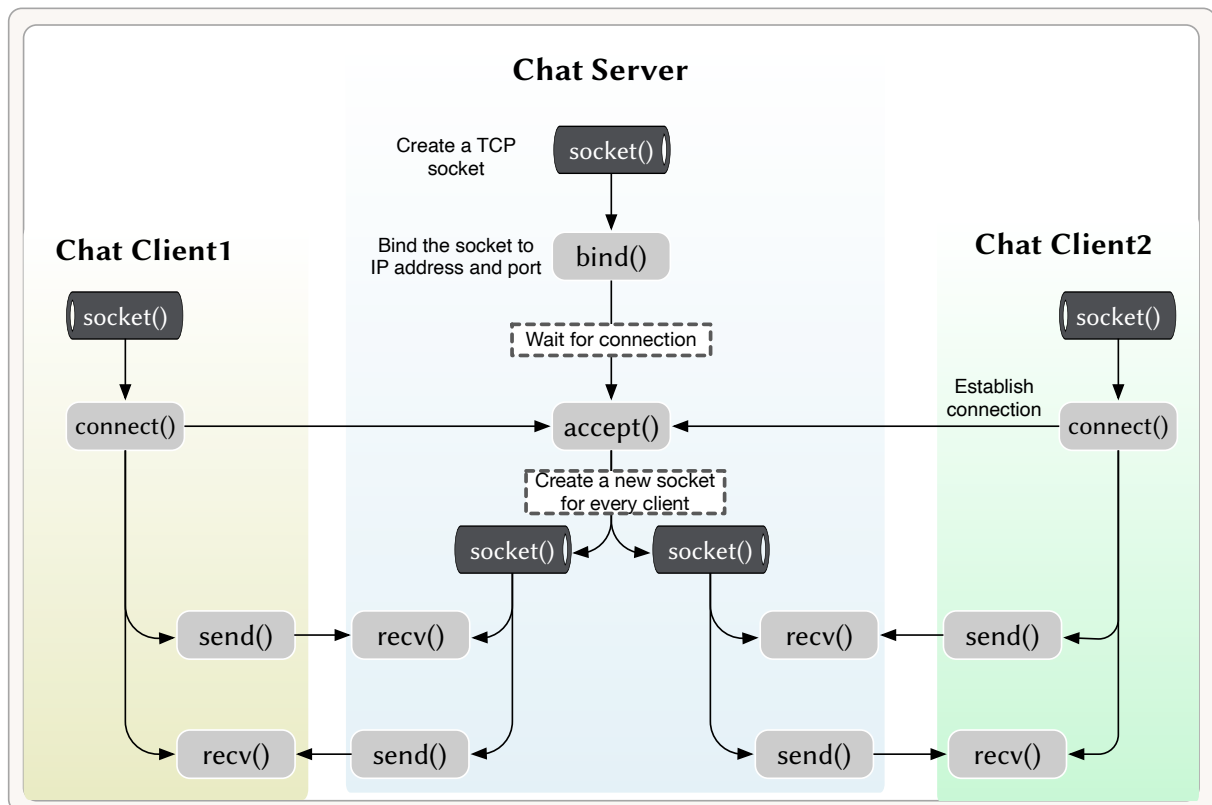 Chat Server
Create a TCP
socket
socket()
Chat Client1
Bind the socket to
IP address and port
bind()
Chat Client2
socket()
Wait for connection
socket()
connect()
accept()
Establish
connection
connect()
Create a new socket
for every client
socket()
socket()
send()
recv()
recv()
send()
recv()
send()
send()
recv()